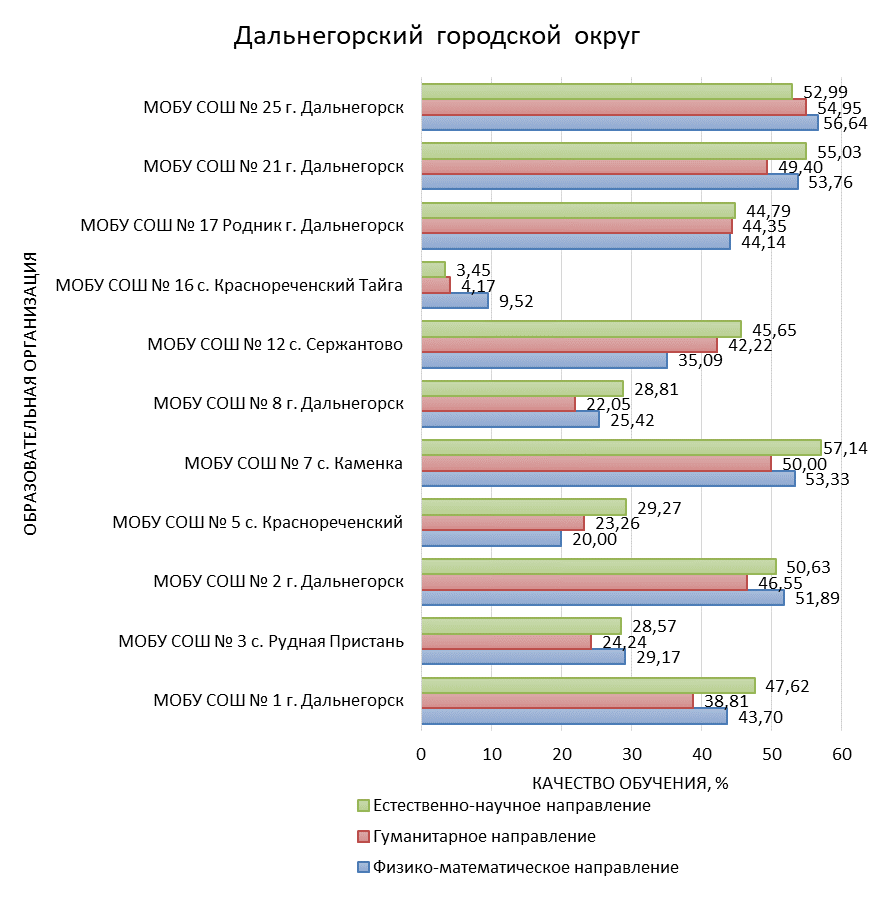 Дальнегорский городской округ
ОБРАЗОВАТЕЛЬНАЯ ОРГАНИЗАЦИЯ
МОБУ СОШ № 25 г. Дальнегорск
52,99
54,95
56,64
МОБУ СОШ № 21 г. Дальнегорск
55,03
49,40
53,76
МОБУ СОШ № 17 Родник г. Дальнегорск
44,79
44,35
44,14
МОБУ СОШ № 16 с. Краснореченский Тайга
3,45
4,17
9,52
МОБУ СОШ № 12 с. Сержантово
45,65
42,22
35,09
МОБУ СОШ № 8 г. Дальнегорск
28,81
22,05
25,42
МОБУ СОШ № 7 с. Каменка
57,14
50,00
53,33
МОБУ СОШ № 5 с. Краснореченский
29,27
23,26
20,00
МОБУ СОШ № 2 г. Дальнегорск
50,63
46,55
51,89
МОБУ СОШ № 3 с. Рудная Пристань
28,57
24,24
29,17
МОБУ СОШ № 1 г. Дальнегорск
47,62
38,81
43,70
0 10 20 30 40 50 60
КАЧЕСТВО ОБУЧЕНИЯ, %
Естественно-научное направление
Гуманитарное направление
Физико-математическое направление